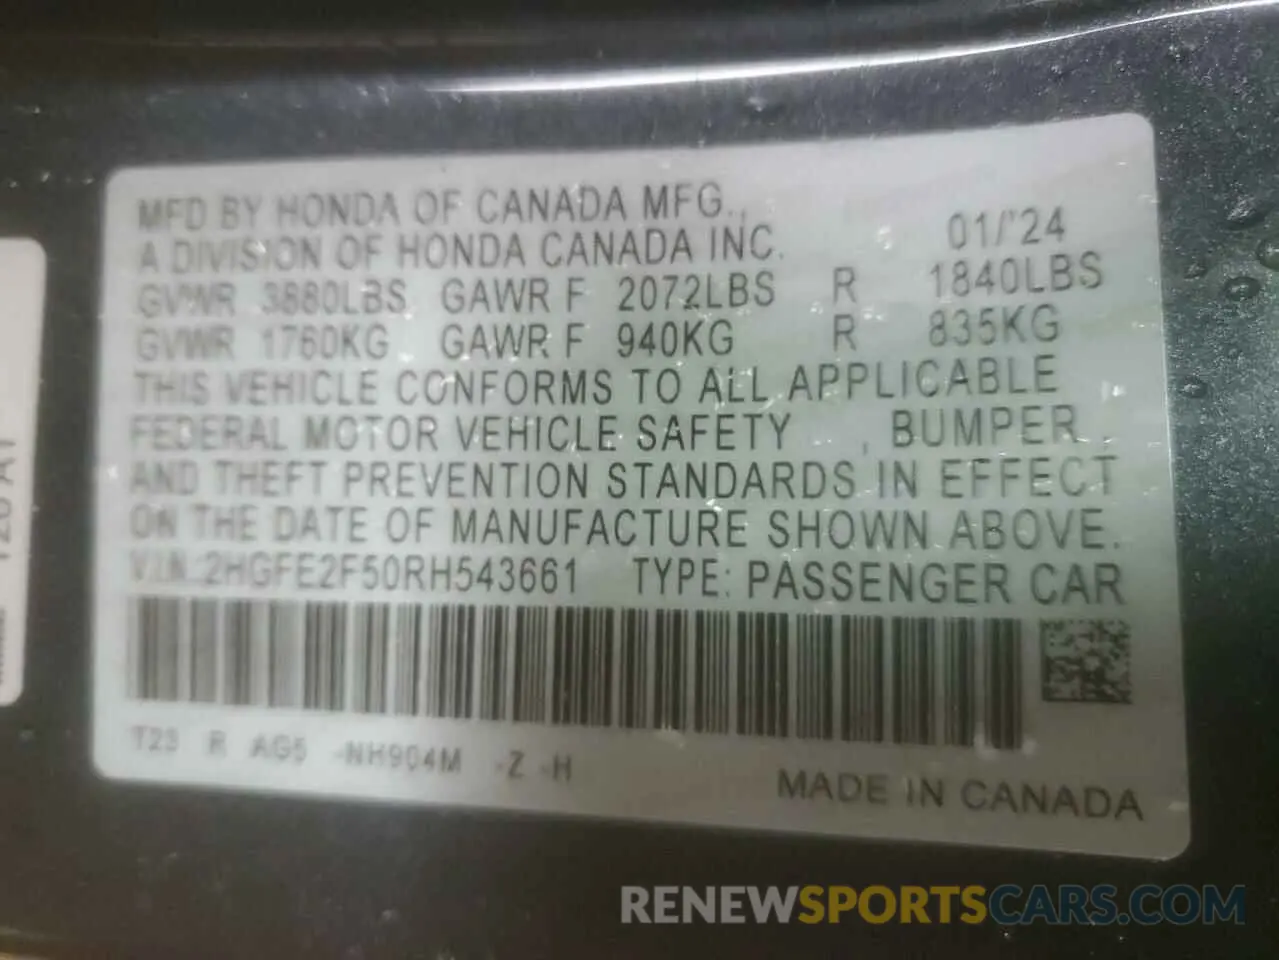 MFD BY HONDA OF CANADA MFG.,
A DIVISION OF HONDA CANADA INC. 01/'24
GVWR 3880LBS GAWR F 2072LBS R 1840LBS
GVWR 1760KG GAWR F 940KG R 835KG
THIS VEHICLE CONFORMS TO ALL APPLICABLE
FEDERAL MOTOR VEHICLE SAFETY , BUMPER ,
AND THEFT PREVENTION STANDARDS IN EFFECT
ON THE DATE OF MANUFACTURE SHOWN ABOVE.
VIN:2HGFE2F50RH543661 TYPE: PASSENGER CAR
T23 R AG5 -NH904M -Z -H
MADE IN CANADA
RENEWSPORTSCARS.COM